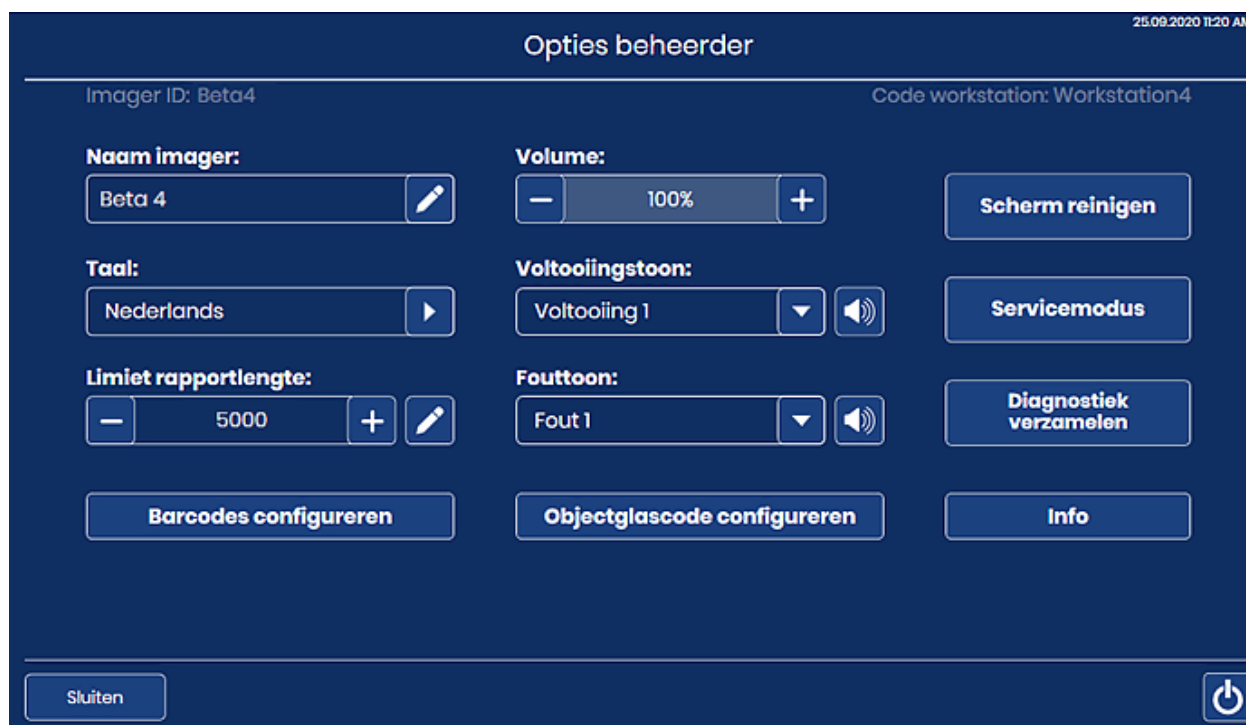 25.09.2020 11:20 AM
Opties beheerder
Imager ID: Beta4
Code workstation: Workstation4
Naam imager:
Beta 4
Volume:
100%
Scherm reinigen
Taal:
Nederlands
Voltooiingstoon:
Voltooiing 1
Servicemodus
Limiet rapportlengte:
5000
Fouttoon:
Fout 1
Diagnostiek
verzamelen
Barcodes configureren
Objectglascode configureren
Info
Sluiten